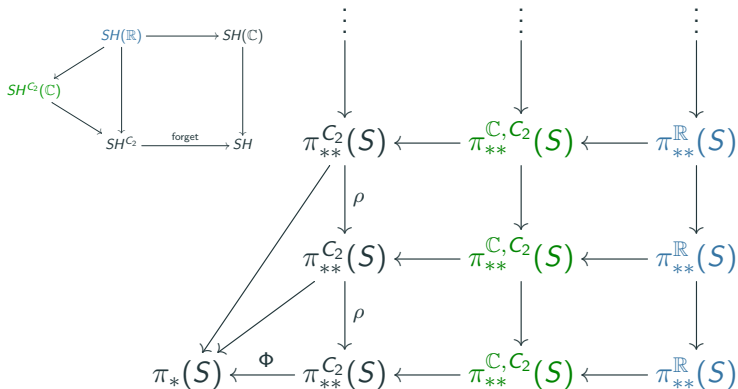 SH(ℝ) SH(ℂ)
SH^{C_2}(ℂ)
SH^{C_2} forget SH
⋮ ⋮ ⋮
π_{**}^{C_2}(S) π_{**}^{ℂ,C_2}(S) π_{**}^{ℝ}(S)
ρ
π_{**}^{C_2}(S) π_{**}^{ℂ,C_2}(S) π_{**}^{ℝ}(S)
ρ
π_*(S) Φ π_{**}^{C_2}(S) π_{**}^{ℂ,C_2}(S) π_{**}^{ℝ}(S)